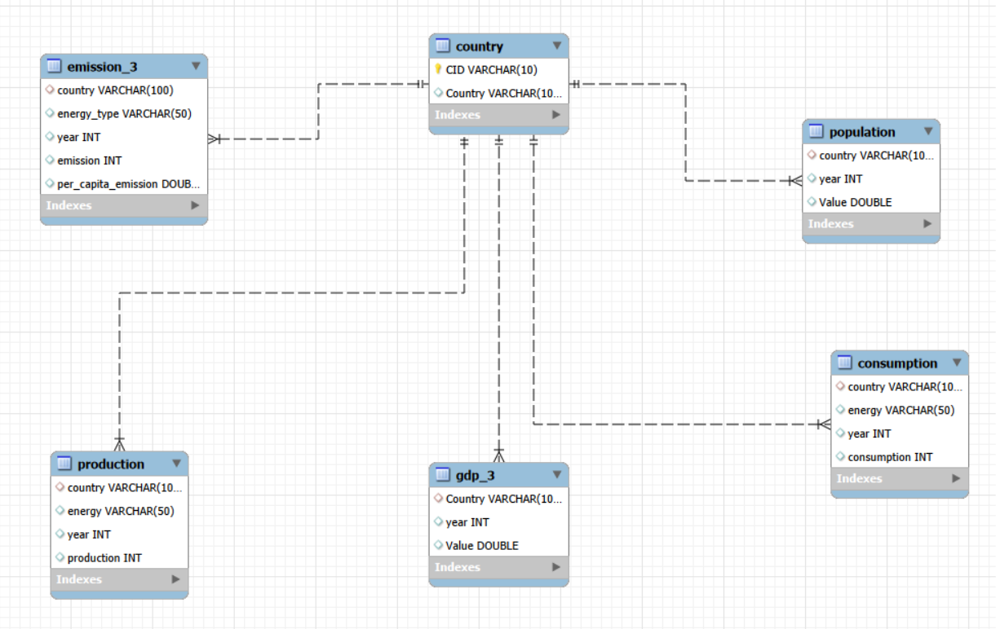 country
CID VARCHAR(10)
Country VARCHAR(10...
Indexes
emission_3
country VARCHAR(100)
energy_type VARCHAR(50)
year INT
emission INT
per_capita_emission DOUB...
Indexes
population
country VARCHAR(10...
year INT
Value DOUBLE
Indexes
consumption
country VARCHAR(10...
energy VARCHAR(50)
year INT
consumption INT
Indexes
production
country VARCHAR(10...
energy VARCHAR(50)
year INT
production INT
Indexes
gdp_3
Country VARCHAR(10...
year INT
Value DOUBLE
Indexes